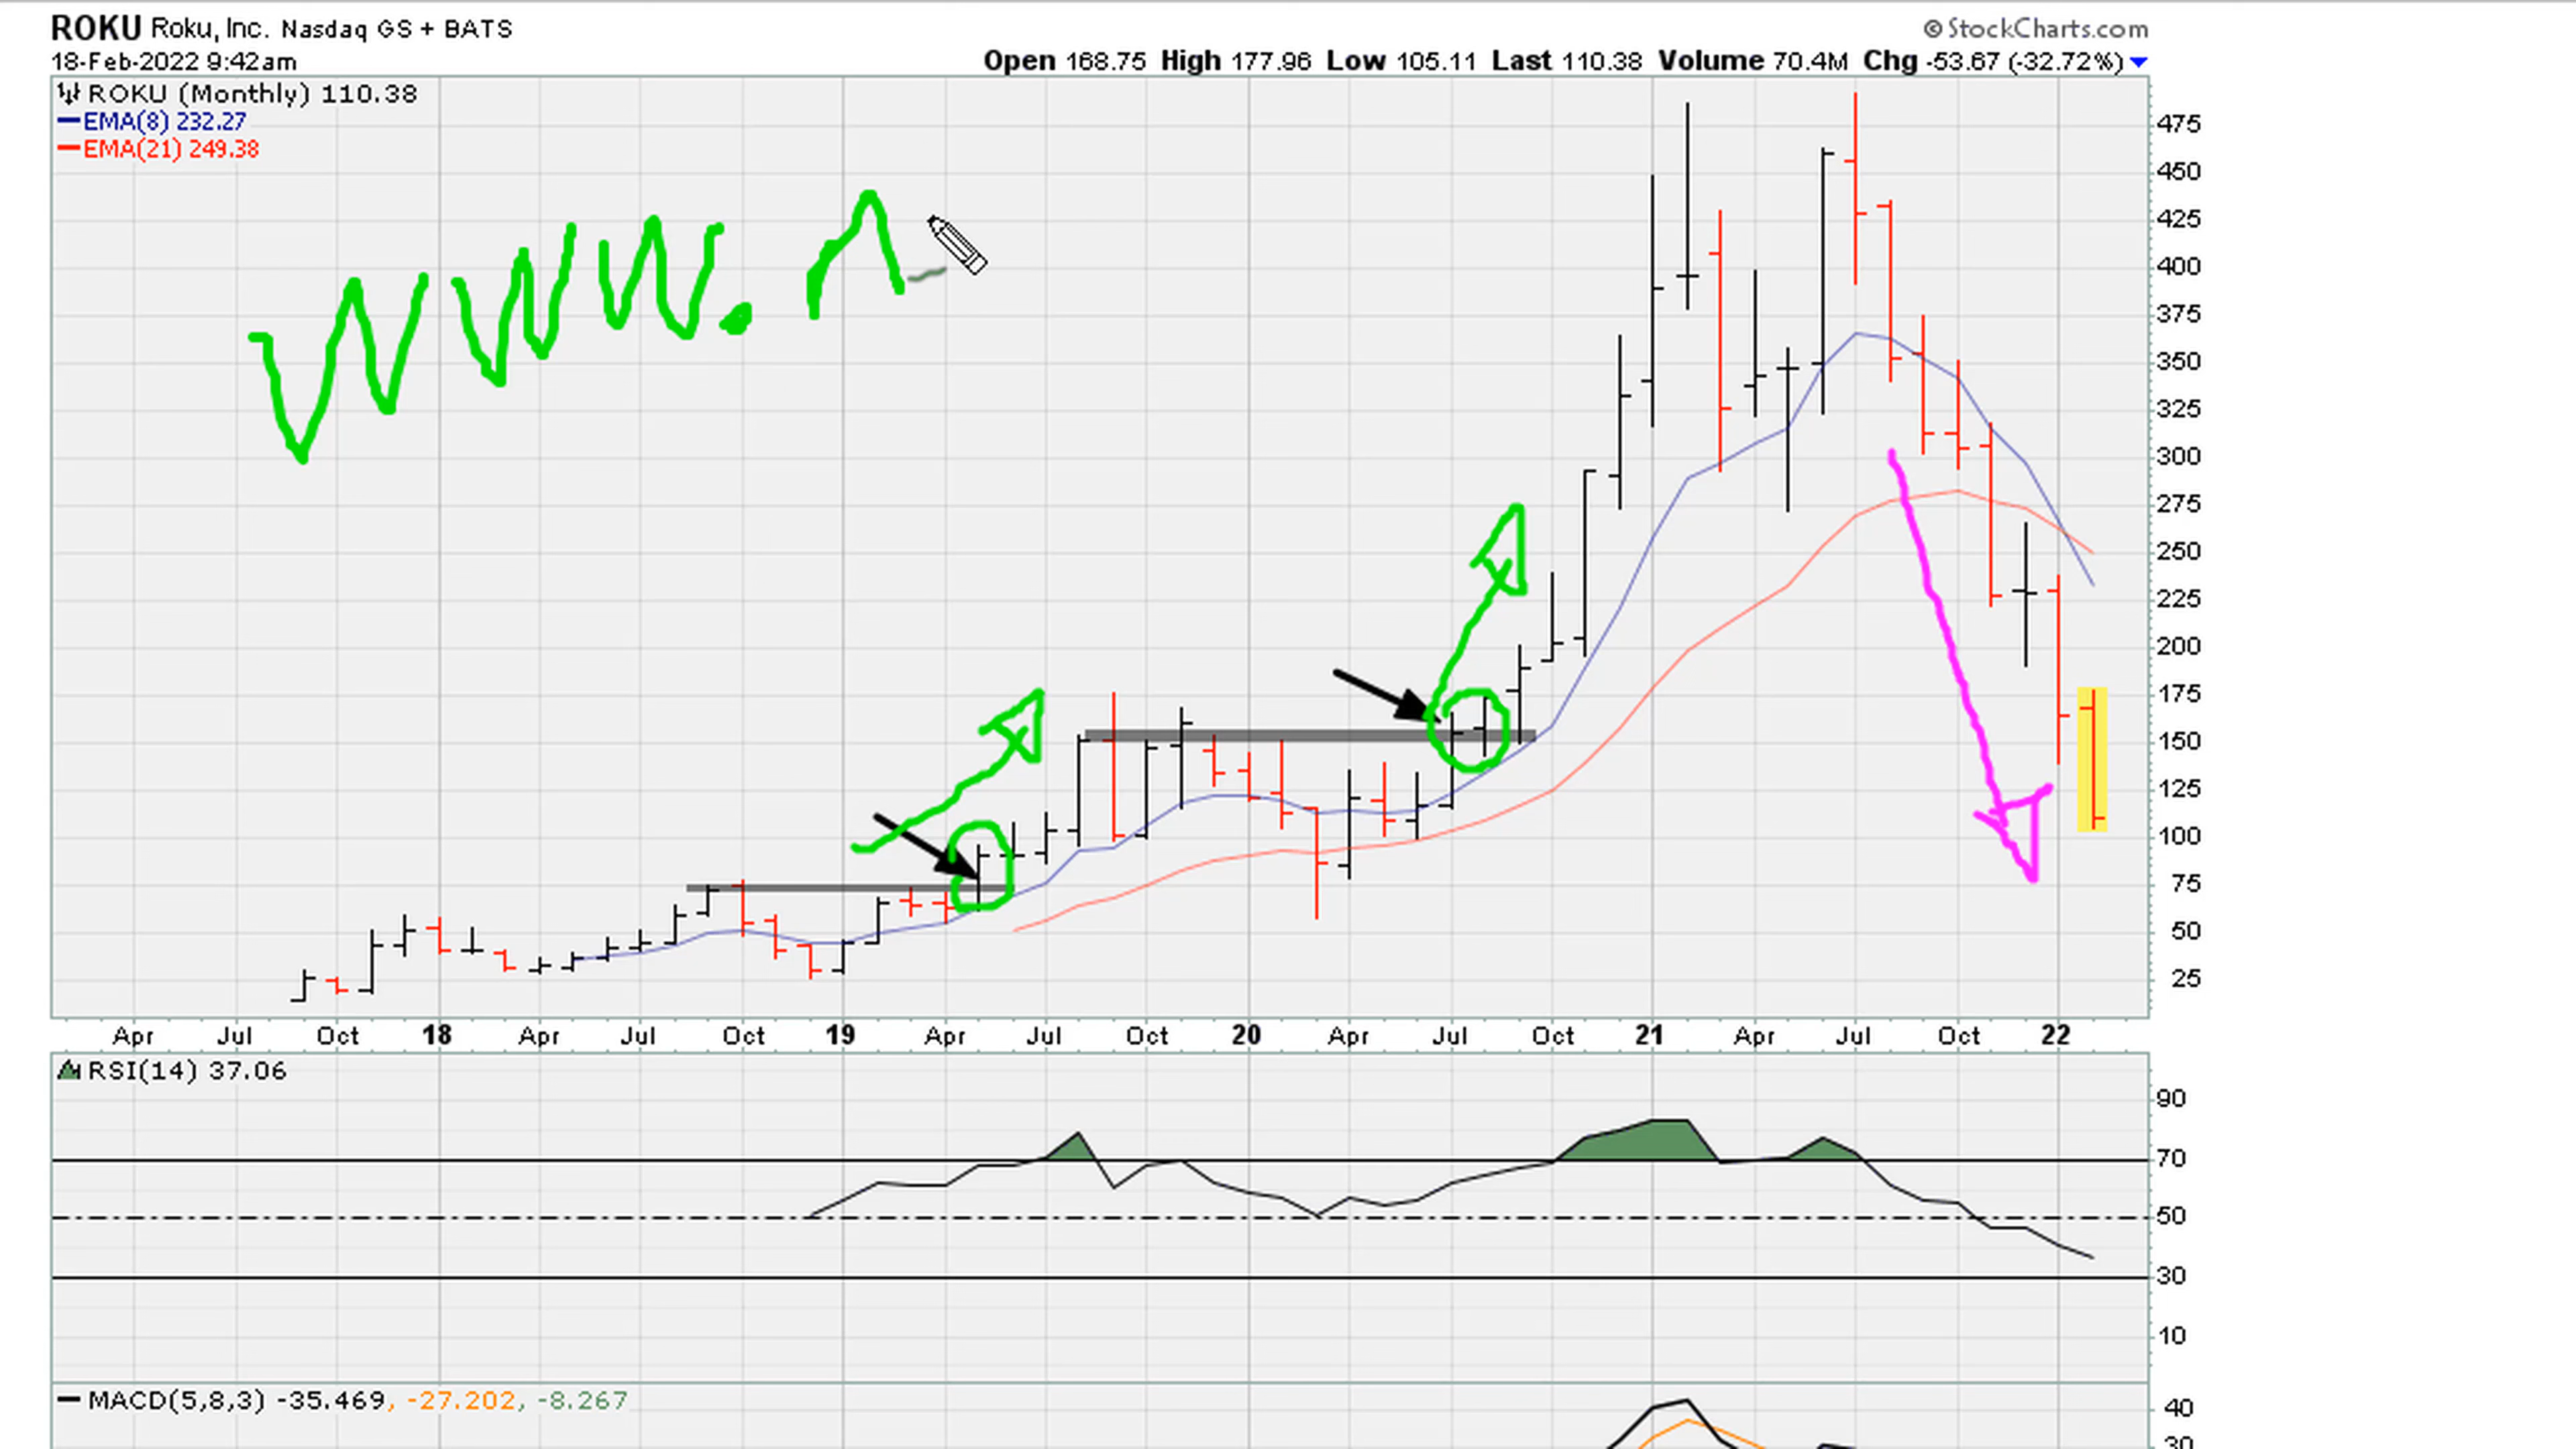 ROKU Roku, Inc. Nasdaq GS + BATS
© StockCharts.com
18-Feb-2022 9:42am
Open 168.75 High 177.96 Low 105.11 Last 110.38 Volume 70.4M Chg -53.67 (-32.72%)
ROKU (Monthly) 110.38
EMA(8) 232.27
EMA(21) 249.38
www.
475
450
425
400
375
350
325
300
275
250
225
200
175
150
125
100
75
50
25
Apr Jul Oct 18 Apr Jul Oct 19 Apr Jul Oct 20 Apr Jul Oct 21 Apr Jul Oct 22
RSI(14) 37.06
90
70
50
30
10
MACD(5,8,3) -35.469, -27.202, -8.267
40
30